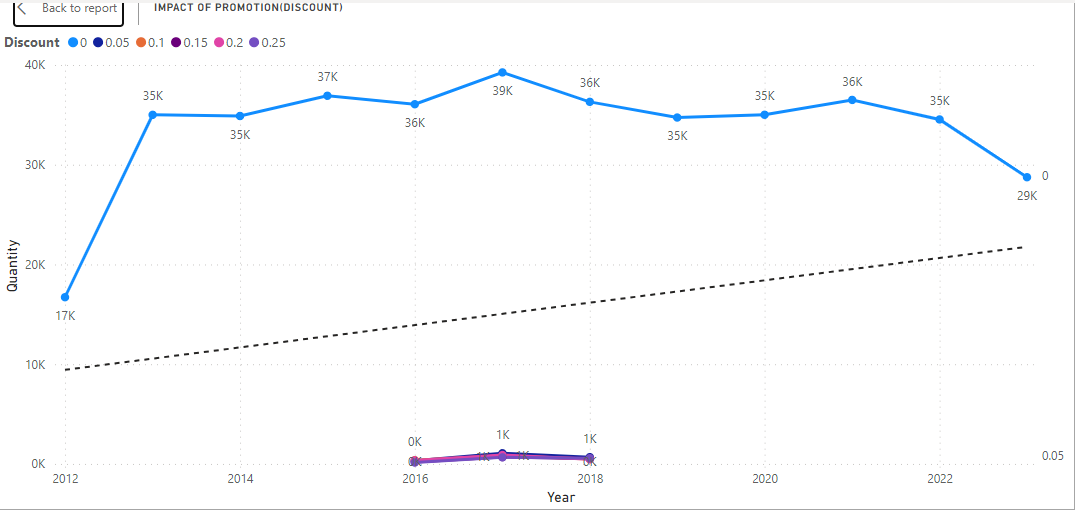 Back to report
IMPACT OF PROMOTION(DISCOUNT)
Discount 0 0.05 0.1 0.15 0.2 0.25
40K
37K
36K
36K
35K
35K
35K
39K
36K
35K
35K
30K
0
29K
Quantity
20K
17K
10K
0K
1K
1K
0K
0.05
2012
2014
2016
2018
2020
2022
Year